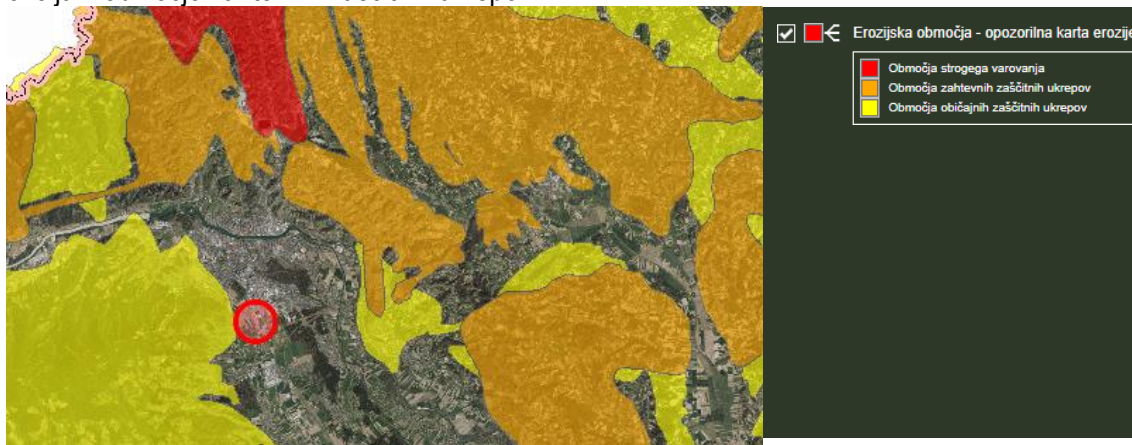 Erozijska območja - opozorilna karta erozije
Območja strogega varovanja
Območja zahtevnih zaščitnih ukrepov
Območja običajnih zaščitnih ukrepov